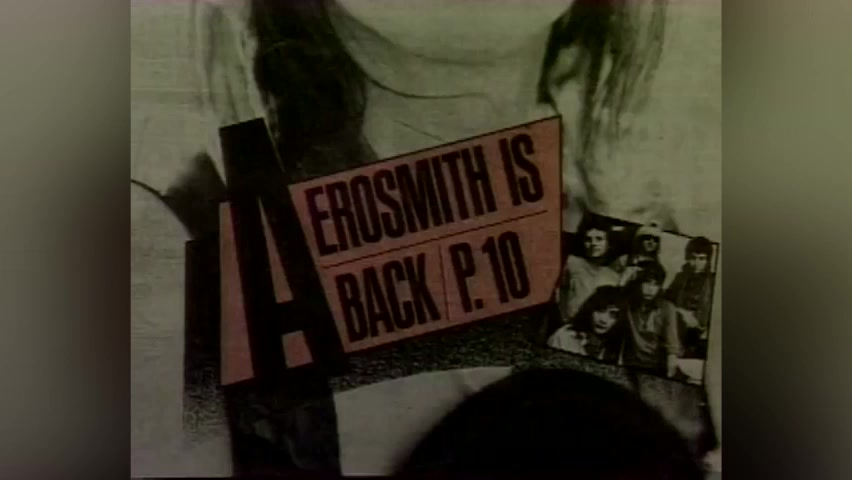 AEROSMITH IS
BACK P.10